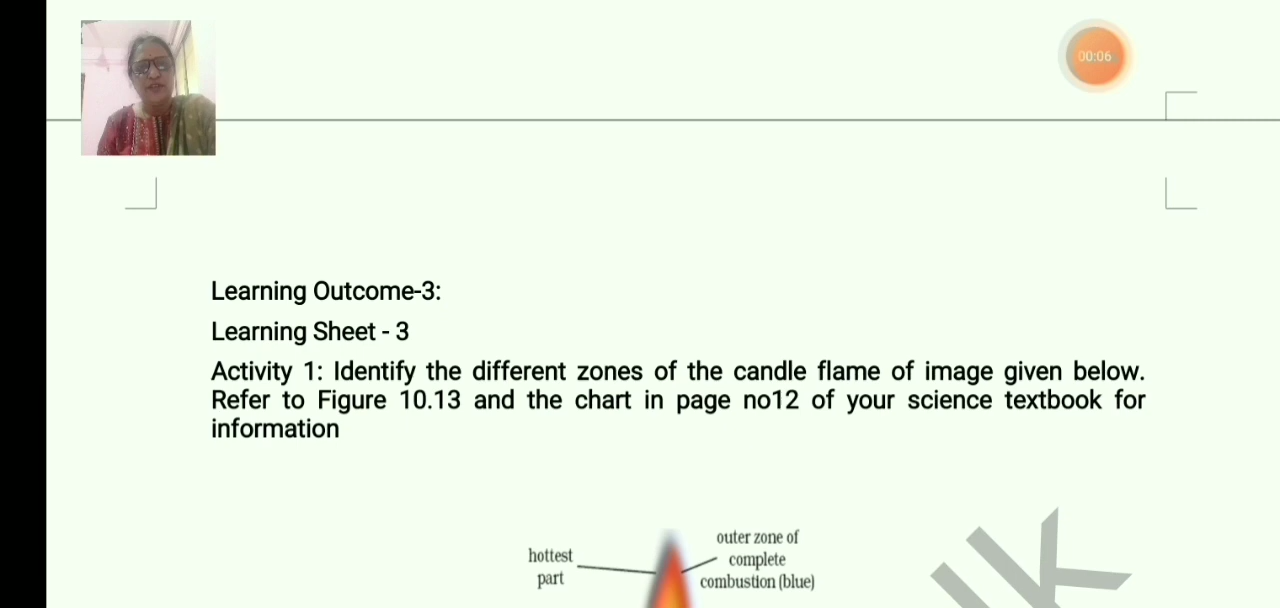 00:06
Learning Outcome-3:
Learning Sheet - 3
Activity 1: Identify the different zones of the candle flame of image given below.
Refer to Figure 10.13 and the chart in page no12 of your science textbook for
information
hottest
part
outer zone of
complete
combustion (blue)